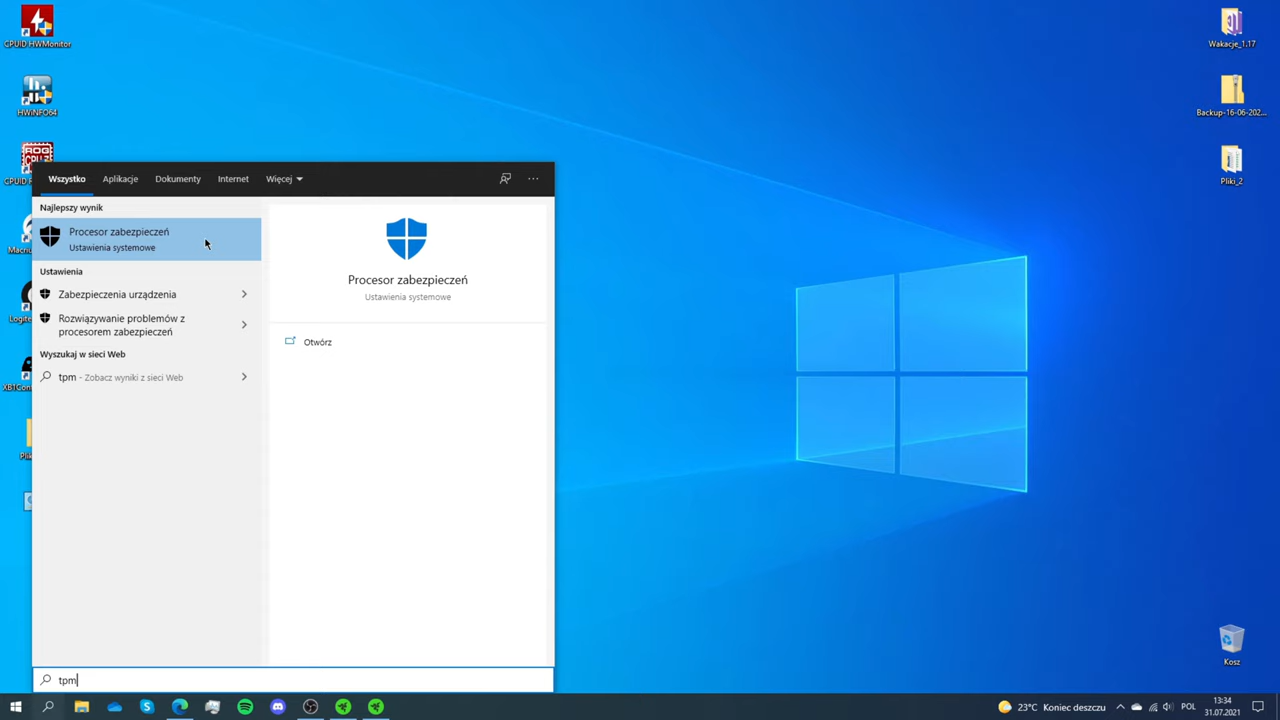 CPUID HWMonitor
HWiNFO64
Wszystko Aplikacje Dokumenty Internet Więcej
Najlepszy wynik
Procesor zabezpieczeń
Ustawienia systemowe
Ustawienia
Zabezpieczenia urządzenia
Rozwiązywanie problemów z
procesorem zabezpieczeń
Wyszukaj w sieci Web
tpm - Zobacz wyniki z sieci Web
Procesor zabezpieczeń
Ustawienia systemowe
Otwórz
tpm
Wakacje_1.17
Backup-16-06-202...
Pliki_2
Kosz
23°C Koniec deszczu
POL
13:34
31.07.2021